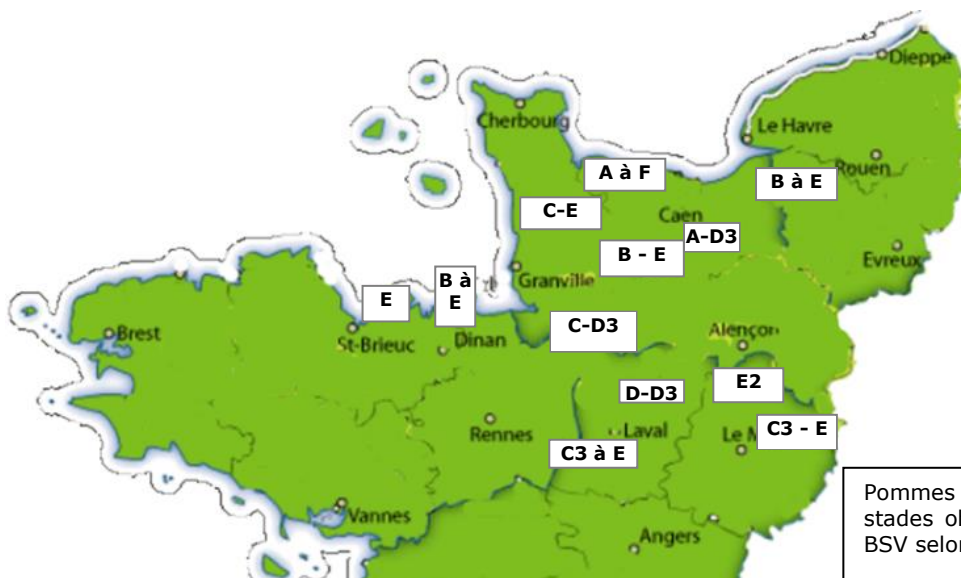 Dieppe
Cherbourg
Le Havre
Rouen
A à F
B à E
C-E
Caen
A-D3
B - E
Evreux
Granville
B à
E
E
C-D3
Alençon
Brest
St-Brieuc
Dinan
E2
D-D3
Rennes
Laval
Le
C3 - E
C3 à E
Vannes
Angers
Pommes
stades
BSV selon